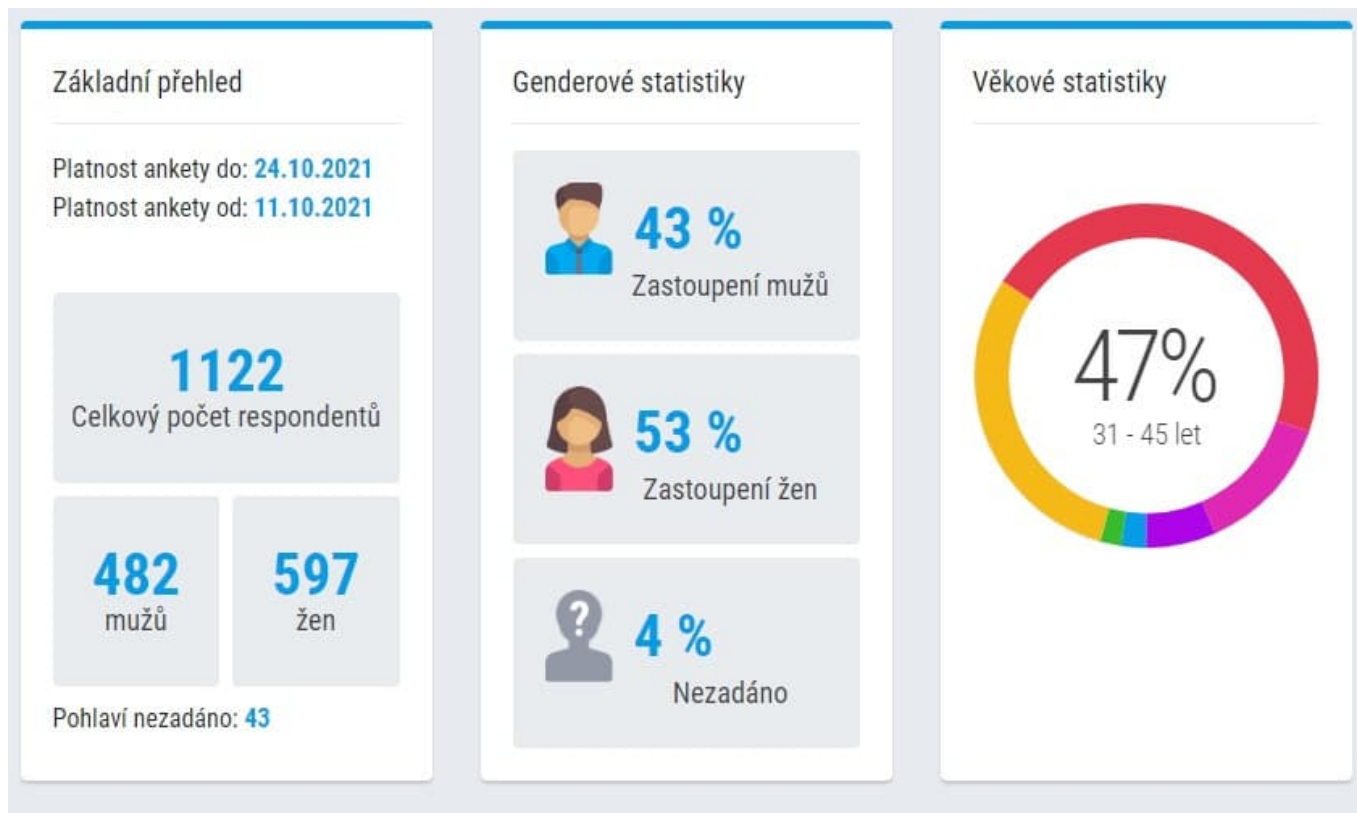 Základní přehled
Platnost ankety do: 24.10.2021
Platnost ankety od: 11.10.2021
1122
Celkový počet respondentů
482
mužů
597
žen
Pohlaví nezadáno: 43
Genderové statistiky
43 %
Zastoupení mužů
53 %
Zastoupení žen
?
4 %
Nezadáno
Věkové statistiky
47%
31 - 45 let